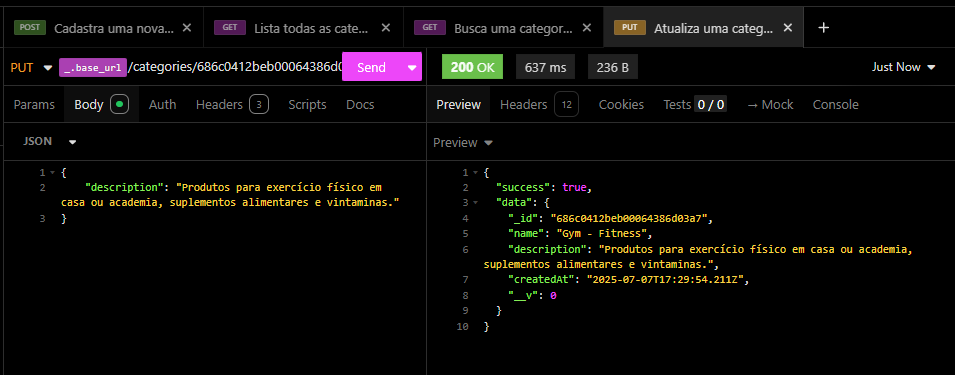 POST Cadastra uma nova... GET Lista todas as cate... GET Busca uma categor... PUT Atualiza uma categ...
PUT _.base_url /categories/686c0412beb00064386d0 Send 200 OK 637 ms 236 B Just Now
Params Body Auth Headers 3 Scripts Docs
Preview Headers 12 Cookies Tests 0 / 0 → Mock Console
JSON
Preview
1 {
2 "description": "Produtos para exercício físico em
casa ou academia, suplementos alimentares e vintaminas."
3 }
1 {
2 "success": true,
3 "data": {
4 "_id": "686c0412beb00064386d03a7",
5 "name": "Gym - Fitness",
6 "description": "Produtos para exercício físico em casa ou academia,
suplementos alimentares e vintaminas.",
7 "createdAt": "2025-07-07T17:29:54.211Z",
8 "__v": 0
9 }
10 }